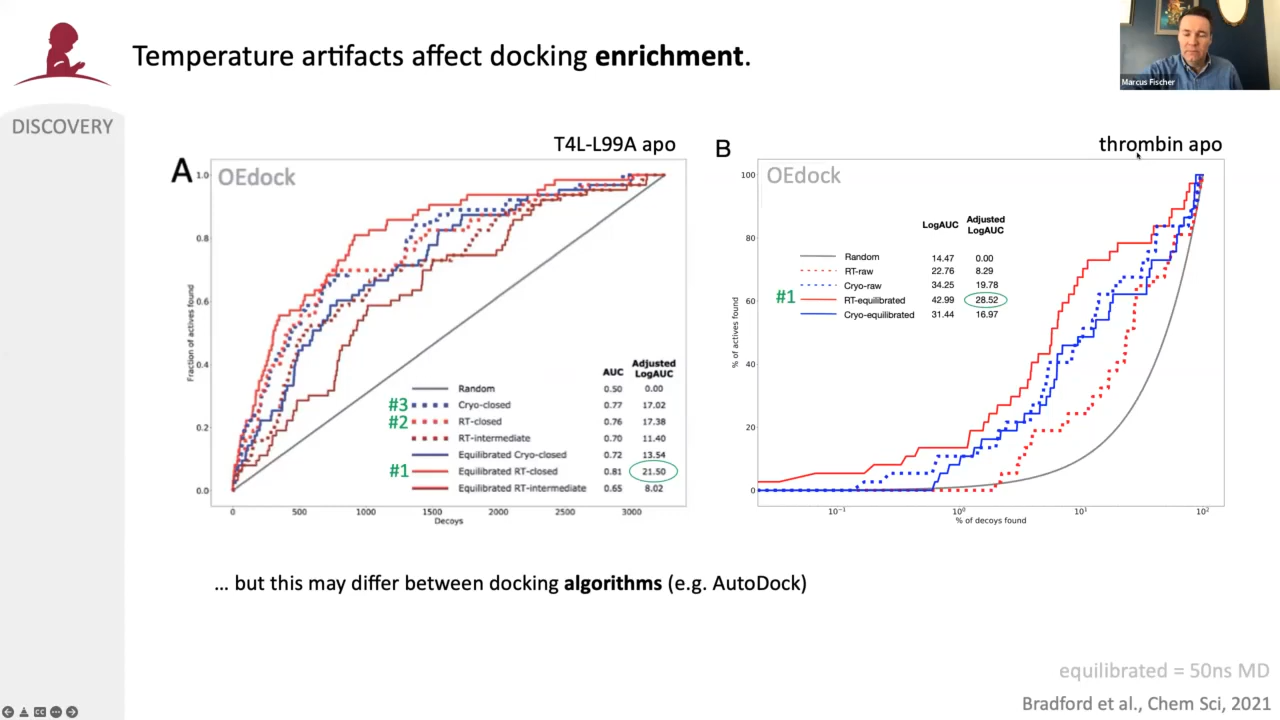 Temperature artifacts affect docking enrichment.
Marcus Fischer
DISCOVERY
A
T4L-L99A apo
OEdock
Fraction of actives found
1.0
0.8
0.6
0.4
0.2
0.0
0 500 1000 1500 2000 2500 3000
Decoys
AUC Adjusted LogAUC
Random 0.50 0.00
#3 Cryo-closed 0.77 17.02
#2 RT-closed 0.76 17.38
RT-intermediate 0.70 11.40
Equilibrated Cryo-closed 0.72 13.54
#1 Equilibrated RT-closed 0.81 21.50
Equilibrated RT-intermediate 0.65 8.02
B
thrombin apo
OEdock
% of actives found
100
80
60
40
20
0
10⁻¹ 10⁰ 10¹ 10²
% of decoys found
LogAUC Adjusted LogAUC
Random 14.47 0.00
RT-raw 22.76 8.29
Cryo-raw 34.25 19.78
#1 RT-equilibrated 42.99 28.52
Cryo-equilibrated 31.44 16.97
... but this may differ between docking algorithms (e.g. AutoDock)
equilibrated = 50ns MD
Bradford et al., Chem Sci, 2021
CC